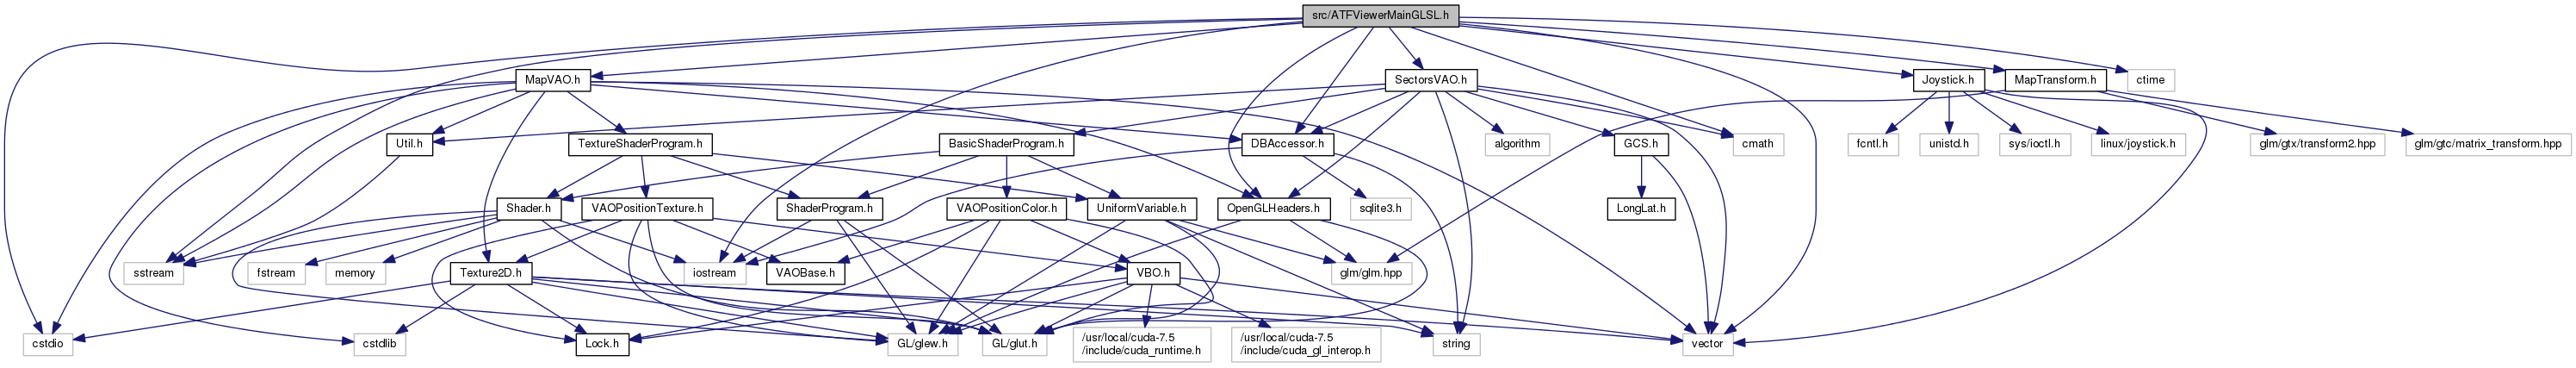 src/ATFViewerMainGLSL.h
MapVAO.h
SectorsVAO.h
Joystick.h
MapTransform.h
ctime
Util.h
TextureShaderProgram.h
BasicShaderProgram.h
DBAccessor.h
algorithm
GCS.h
cmath
fcntl.h
unistd.h
sys/ioctl.h
linux/joystick.h
glm/gtx/transform2.hpp
glm/gtc/matrix_transform.hpp
Shader.h
VAOPositionTexture.h
ShaderProgram.h
VAOPositionColor.h
UniformVariable.h
OpenGLHeaders.h
sqlite3.h
LongLat.h
sstream
fstream
memory
Texture2D.h
iostream
VAOBase.h
VBO.h
glm/glm.hpp
cstdio
cstdlib
Lock.h
GL/glew.h
GL/glut.h
/usr/local/cuda-7.5
/include/cuda_runtime.h
/usr/local/cuda-7.5
/include/cuda_gl_interop.h
string
vector